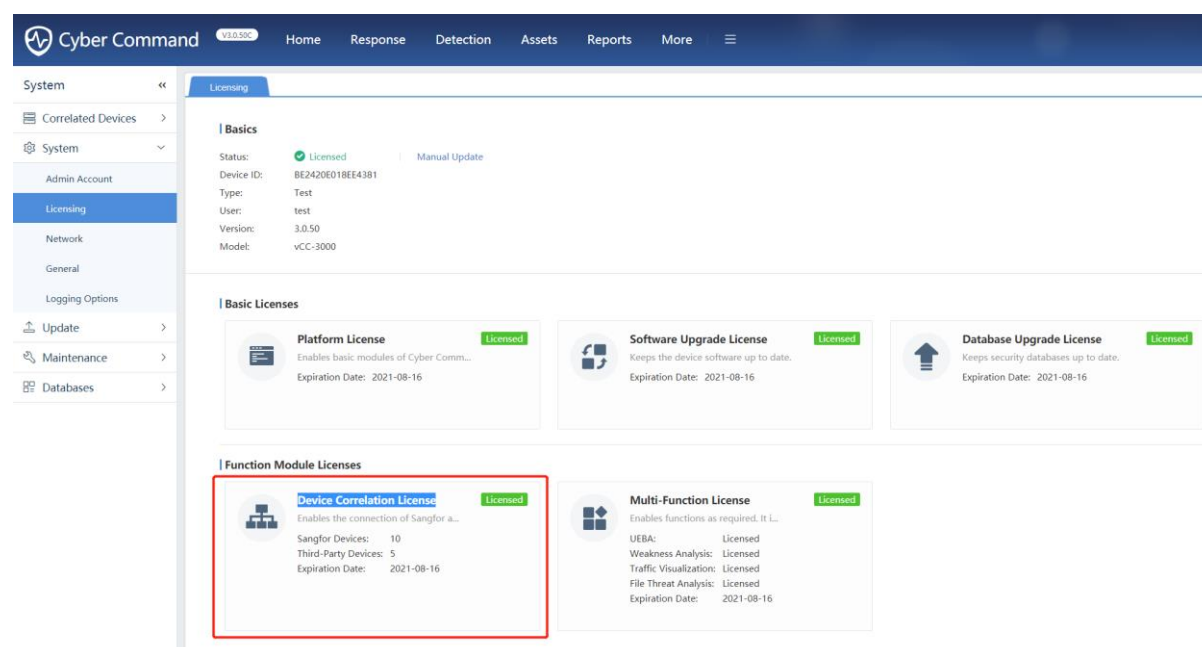 Cyber Command V3.0.50C Home Response Detection Assets Reports More
System «
Licensing
Correlated Devices
System
Admin Account
Licensing
Network
General
Logging Options
Update
Maintenance
Databases
Basics
Status: Licensed Manual Update
Device ID: BE2420E018EE4381
Type: Test
User: test
Version: 3.0.50
Model: vCC-3000
Basic Licenses
Platform License Licensed
Enables basic modules of Cyber Comm...
Expiration Date: 2021-08-16
Software Upgrade License Licensed
Keeps the device software up to date.
Expiration Date: 2021-08-16
Database Upgrade License Licensed
Keeps security databases up to date.
Expiration Date: 2021-08-16
Function Module Licenses
Device Correlation License Licensed
Enables the connection of Sangfor a...
Sangfor Devices: 10
Third-Party Devices: 5
Expiration Date: 2021-08-16
Multi-Function License Licensed
Enables functions as required. It i...
UEBA: Licensed
Weakness Analysis: Licensed
Traffic Visualization: Licensed
File Threat Analysis: Licensed
Expiration Date: 2021-08-16